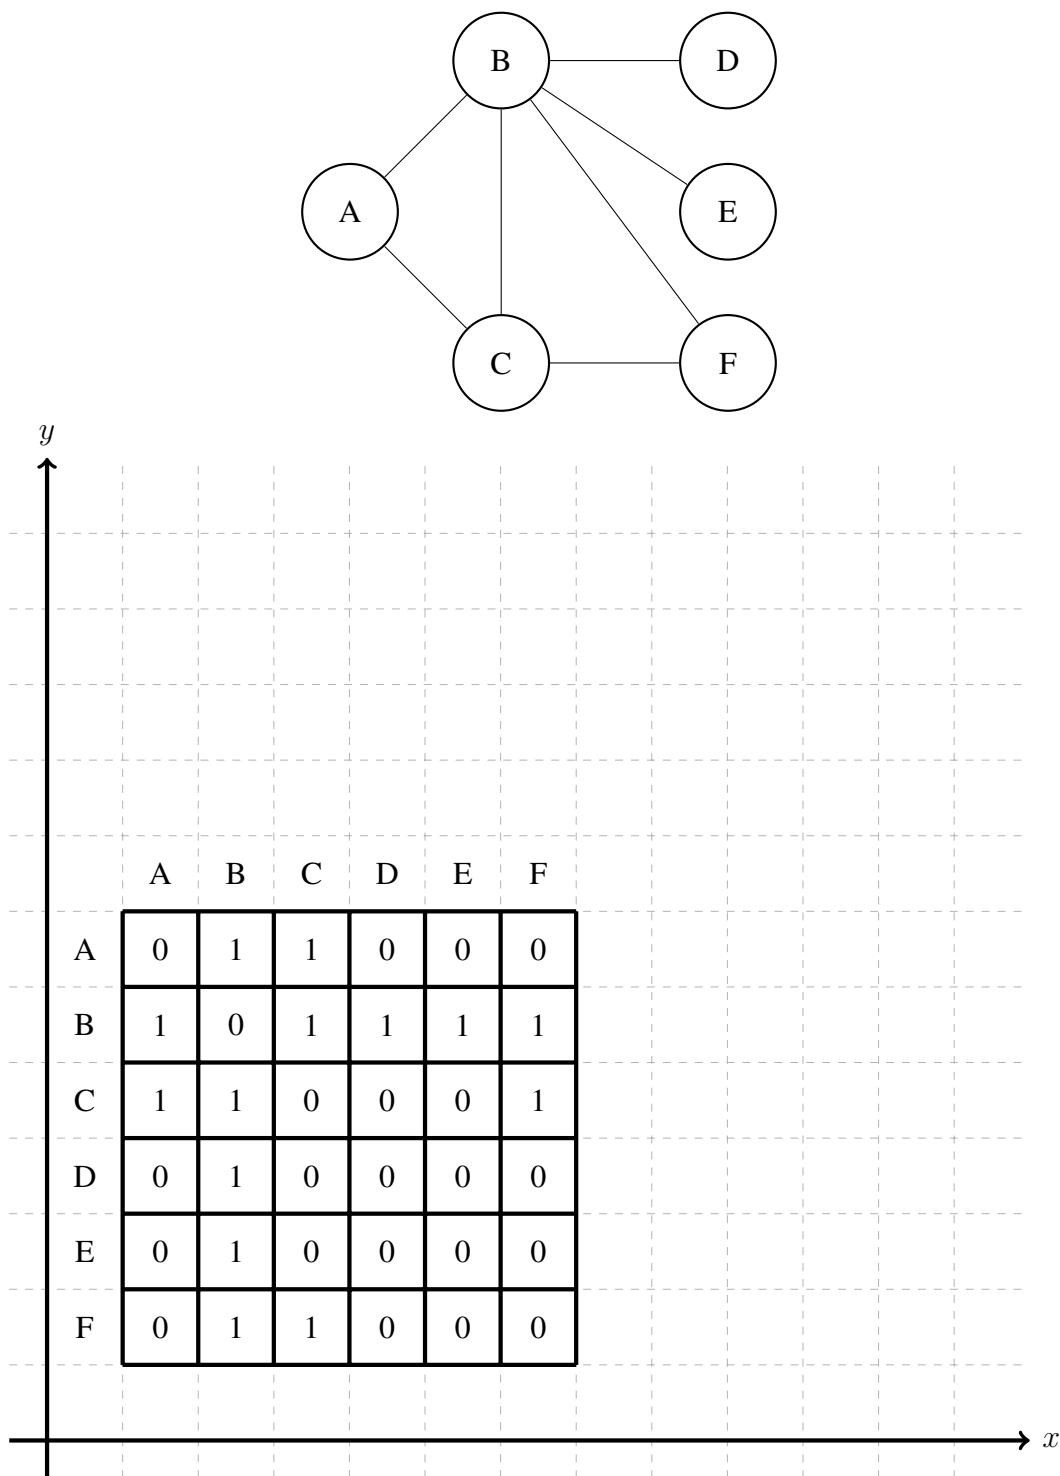 B D
A E
C F
y
A B C D E F
A 0 1 1 0 0 0
B 1 0 1 1 1 1
C 1 1 0 0 0 1
D 0 1 0 0 0 0
E 0 1 0 0 0 0
F 0 1 1 0 0 0
x